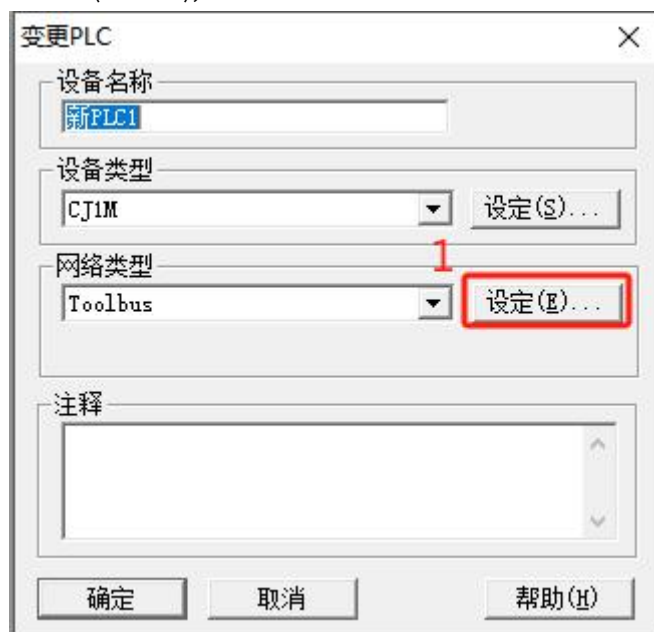 变更PLC
设备名称
新PLC1
设备类型
CJ1M 设定(S)...
网络类型 1
Toolbus 设定(E)...
注释
确定 取消 帮助(H)